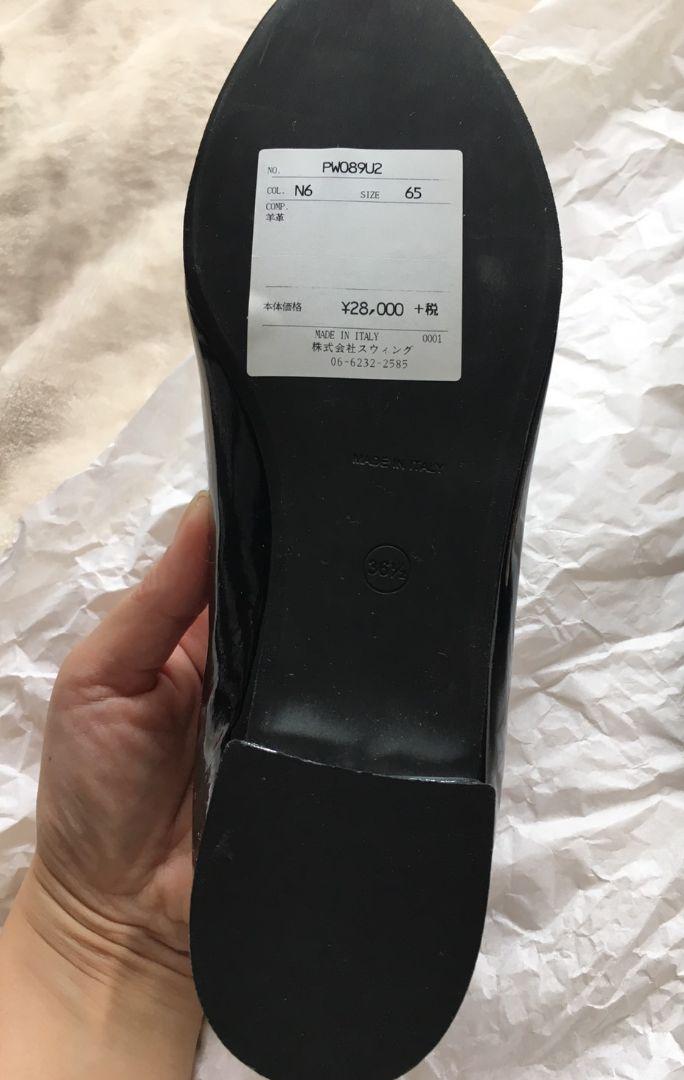 NO. PW089U2
COL. N6 SIZE 65
COMP.
羊革
本体価格 ¥28,000 +税
MADE IN ITALY 0001
株式会社スウィング
06-6232-2585
MADE IN ITALY
36½